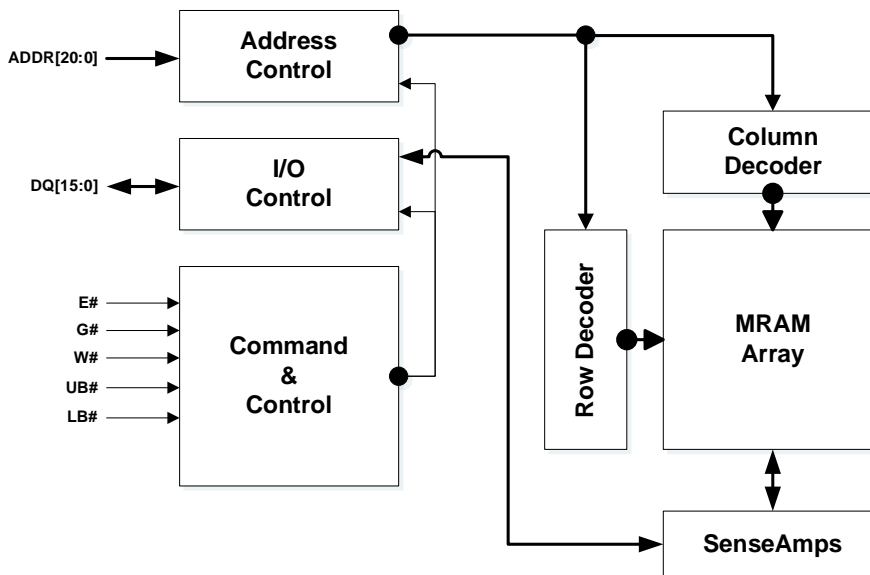 ADDR[20:0]
Address
Control
DQ[15:0]
I/O
Control
Column
Decoder
E#
G#
W#
UB#
LB#
Command
&
Control
Row Decoder
MRAM
Array
SenseAmps